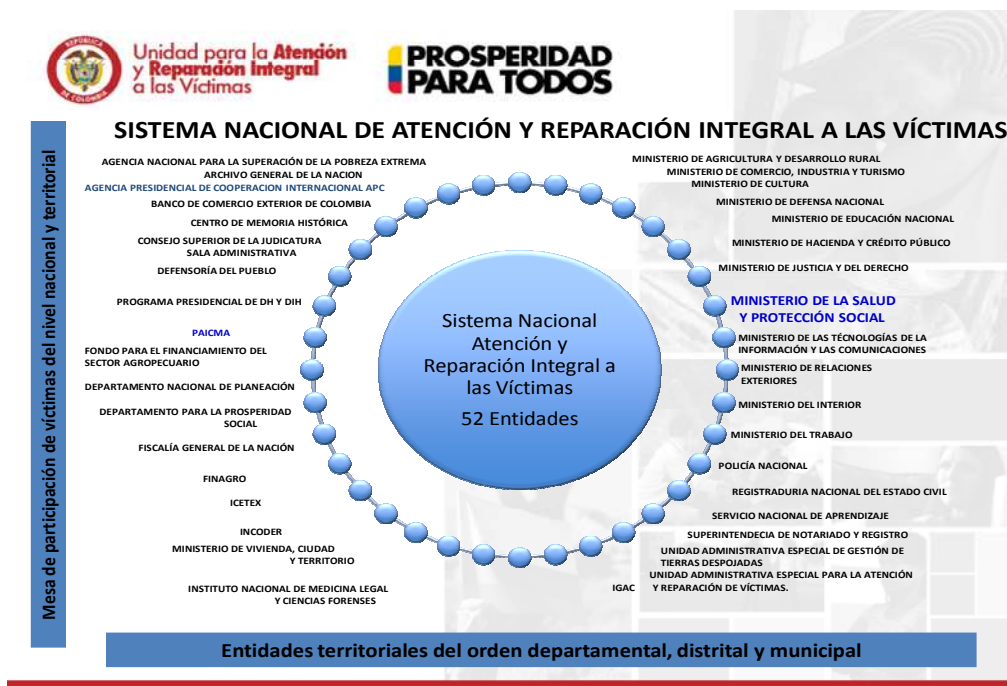 REPÚBLICA
DE COLOMBIA
Unidad para la Atención
y Reparación Integral
a las Víctimas
PROSPERIDAD
PARA TODOS
SISTEMA NACIONAL DE ATENCIÓN Y REPARACIÓN INTEGRAL A LAS VÍCTIMAS
Mesa de participación de víctimas del nivel nacional y territorial
AGENCIA NACIONAL PARA LA SUPERACIÓN DE LA POBREZA EXTREMA
ARCHIVO GENERAL DE LA NACION
AGENCIA PRESIDENCIAL DE COOPERACION INTERNACIONAL APC
BANCO DE COMERCIO EXTERIOR DE COLOMBIA
CENTRO DE MEMORIA HISTÓRICA
CONSEJO SUPERIOR DE LA JUDICATURA
SALA ADMINISTRATIVA
DEFENSORÍA DEL PUEBLO
PROGRAMA PRESIDENCIAL DE DH Y DIH
PAICMA
FONDO PARA EL FINANCIAMIENTO DEL
SECTOR AGROPECUARIO
DEPARTAMENTO NACIONAL DE PLANEACIÓN
DEPARTAMENTO PARA LA PROSPERIDAD
SOCIAL
FISCALÍA GENERAL DE LA NACIÓN
FINAGRO
ICETEX
INCODER
MINISTERIO DE VIVIENDA, CIUDAD
Y TERRITORIO
INSTITUTO NACIONAL DE MEDICINA LEGAL
Y CIENCIAS FORENSES
Sistema Nacional
Atención y
Reparación Integral a
las Víctimas
52 Entidades
MINISTERIO DE AGRICULTURA Y DESARROLLO RURAL
MINISTERIO DE COMERCIO, INDUSTRIA Y TURISMO
MINISTERIO DE CULTURA
MINISTERIO DE DEFENSA NACIONAL
MINISTERIO DE EDUCACIÓN NACIONAL
MINISTERIO DE HACIENDA Y CRÉDITO PÚBLICO
MINISTERIO DE JUSTICIA Y DEL DERECHO
MINISTERIO DE LA SALUD
Y PROTECCIÓN SOCIAL
MINISTERIO DE LAS TÉCNOLOGÍAS DE LA
INFORMACIÓN Y LAS COMUNICACIONES
MINISTERIO DE RELACIONES
EXTERIORES
MINISTERIO DEL INTERIOR
MINISTERIO DEL TRABAJO
POLICÍA NACIONAL
REGISTRADURIA NACIONAL DEL ESTADO CIVIL
SERVICIO NACIONAL DE APRENDIZAJE
SUPERINTENDECIA DE NOTARIADO Y REGISTRO
UNIDAD ADMINISTRATIVA ESPECIAL DE GESTIÓN DE
TIERRAS DESPOJADAS
UNIDAD ADMINISTRATIVA ESPECIAL PARA LA ATENCIÓN
Y REPARACIÓN DE VÍCTIMAS.
IGAC
Entidades territoriales del orden departamental, distrital y municipal